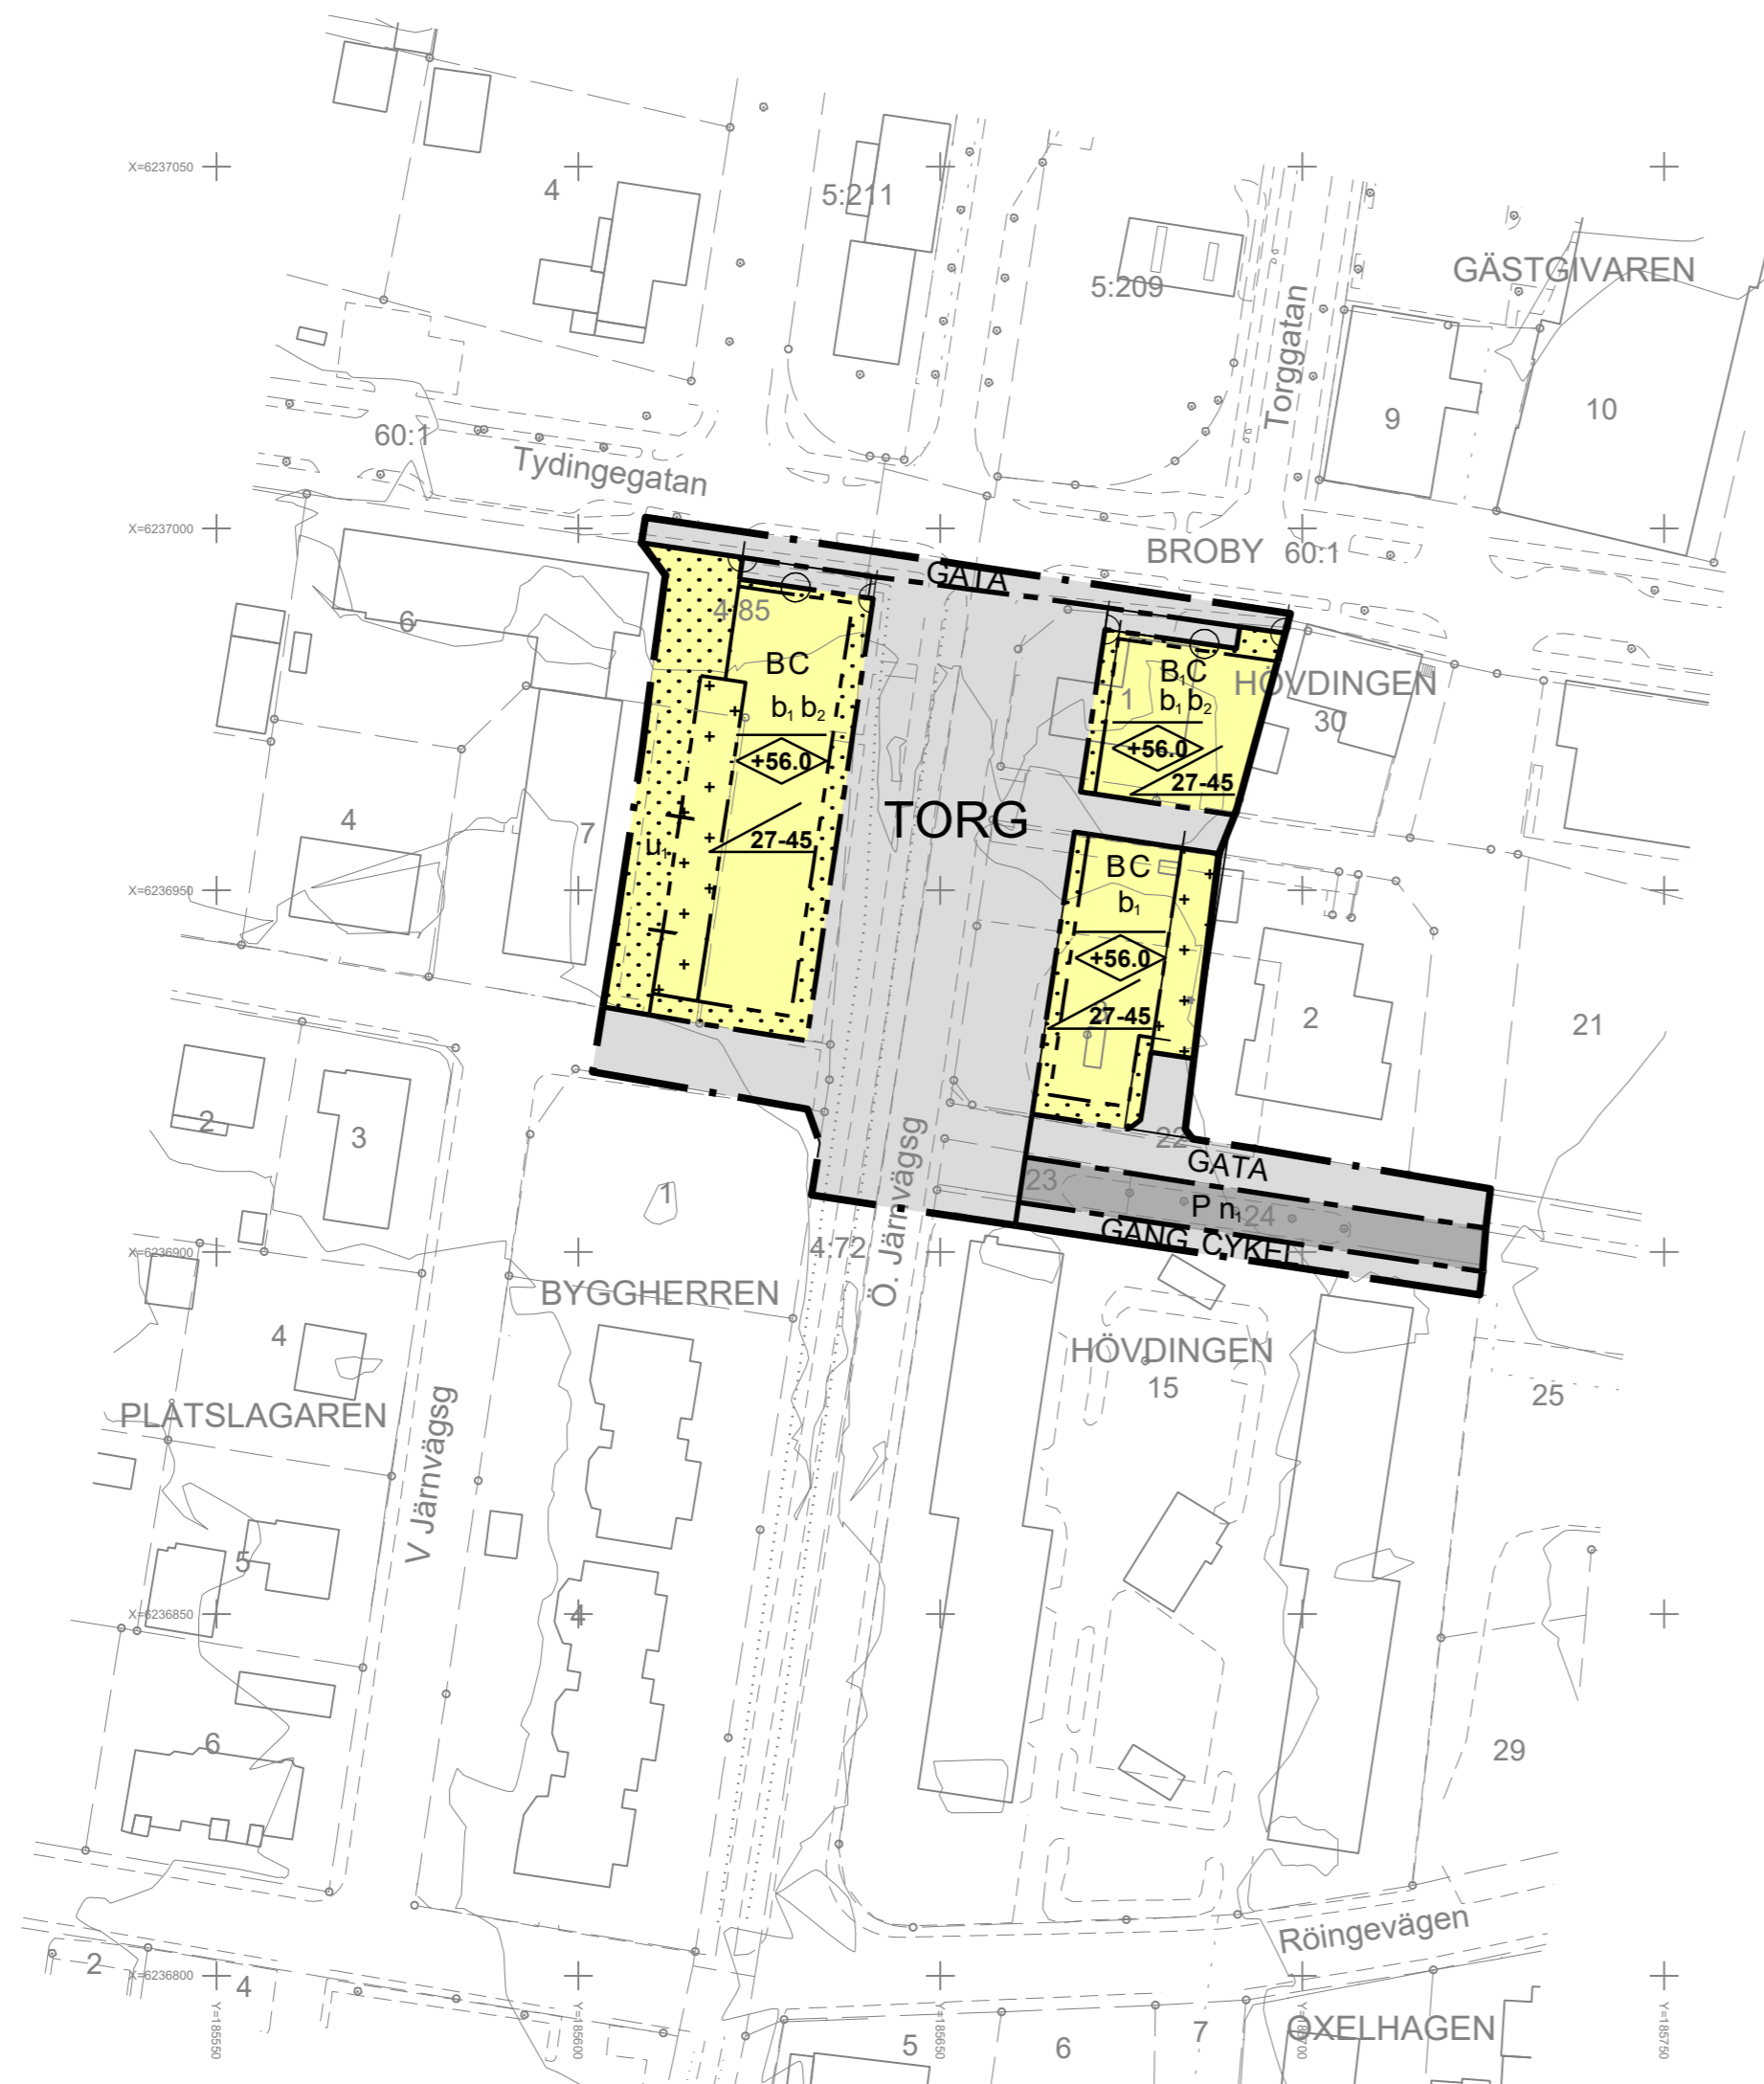 X=6237050
4
5:211
5:209
Torggatan
GÄSTGIVAREN
9
10
60:1
Tydingegatan
X=6237000
BROBY 60:1
GATA
4:85
6
BC
b₁ b₂
+56.0
27-45
B₁C
b₁ b₂
1
+56.0
27-45
HÖVDINGEN
30
TORG
4
7
u₁
X=6236950
BC
b₁
+56.0
27-45
2
21
2
3
1
22
GATA
23
P n₁
24
GANG CYKEL
X=6236900
4:72
Ö. Järnvägsg
BYGGHERREN
4
HÖVDINGEN
15
25
PLÅTSLAGAREN
V Järnvägsg
5
X=6236850
4
6
29
Röingevägen
2
X=6236800
4
Y=185550
Y=185600
Y=185650
Y=185700
Y=185750
5
6
7
OXELHAGEN